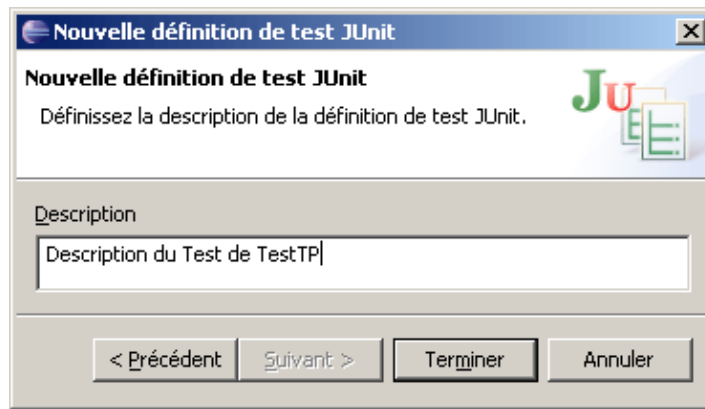 Nouvelle définition de test JUnit
Nouvelle définition de test JUnit
Définissez la description de la définition de test JUnit.
JU
Description
Description du Test de TestTP
< Précédent Suivant > Terminer Annuler